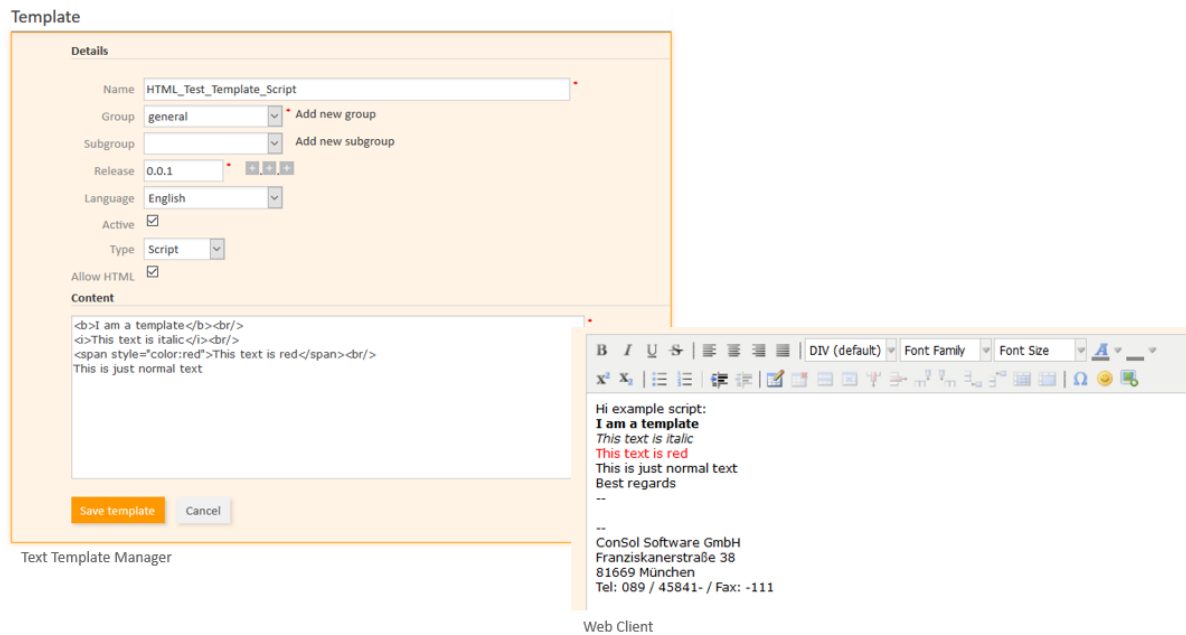 Template
Details
Name HTML_Test_Template_Script *
Group general * Add new group
Subgroup Add new subgroup
Release 0.0.1 * + . + . +
Language English
Active
Type Script
Allow HTML
Content
<b>I am a template</b><br/>
<i>This text is italic</i><br/>
<span style="color:red">This text is red</span><br/>
This is just normal text
*
Save template Cancel
Text Template Manager
B I U S DIV (default) Font Family Font Size A
x² x₂ Ω
Hi example script:
I am a template
This text is italic
This text is red
This is just normal text
Best regards
--
--
ConSol Software GmbH
Franziskanerstraße 38
81669 München
Tel: 089 / 45841- / Fax: -111
Web Client